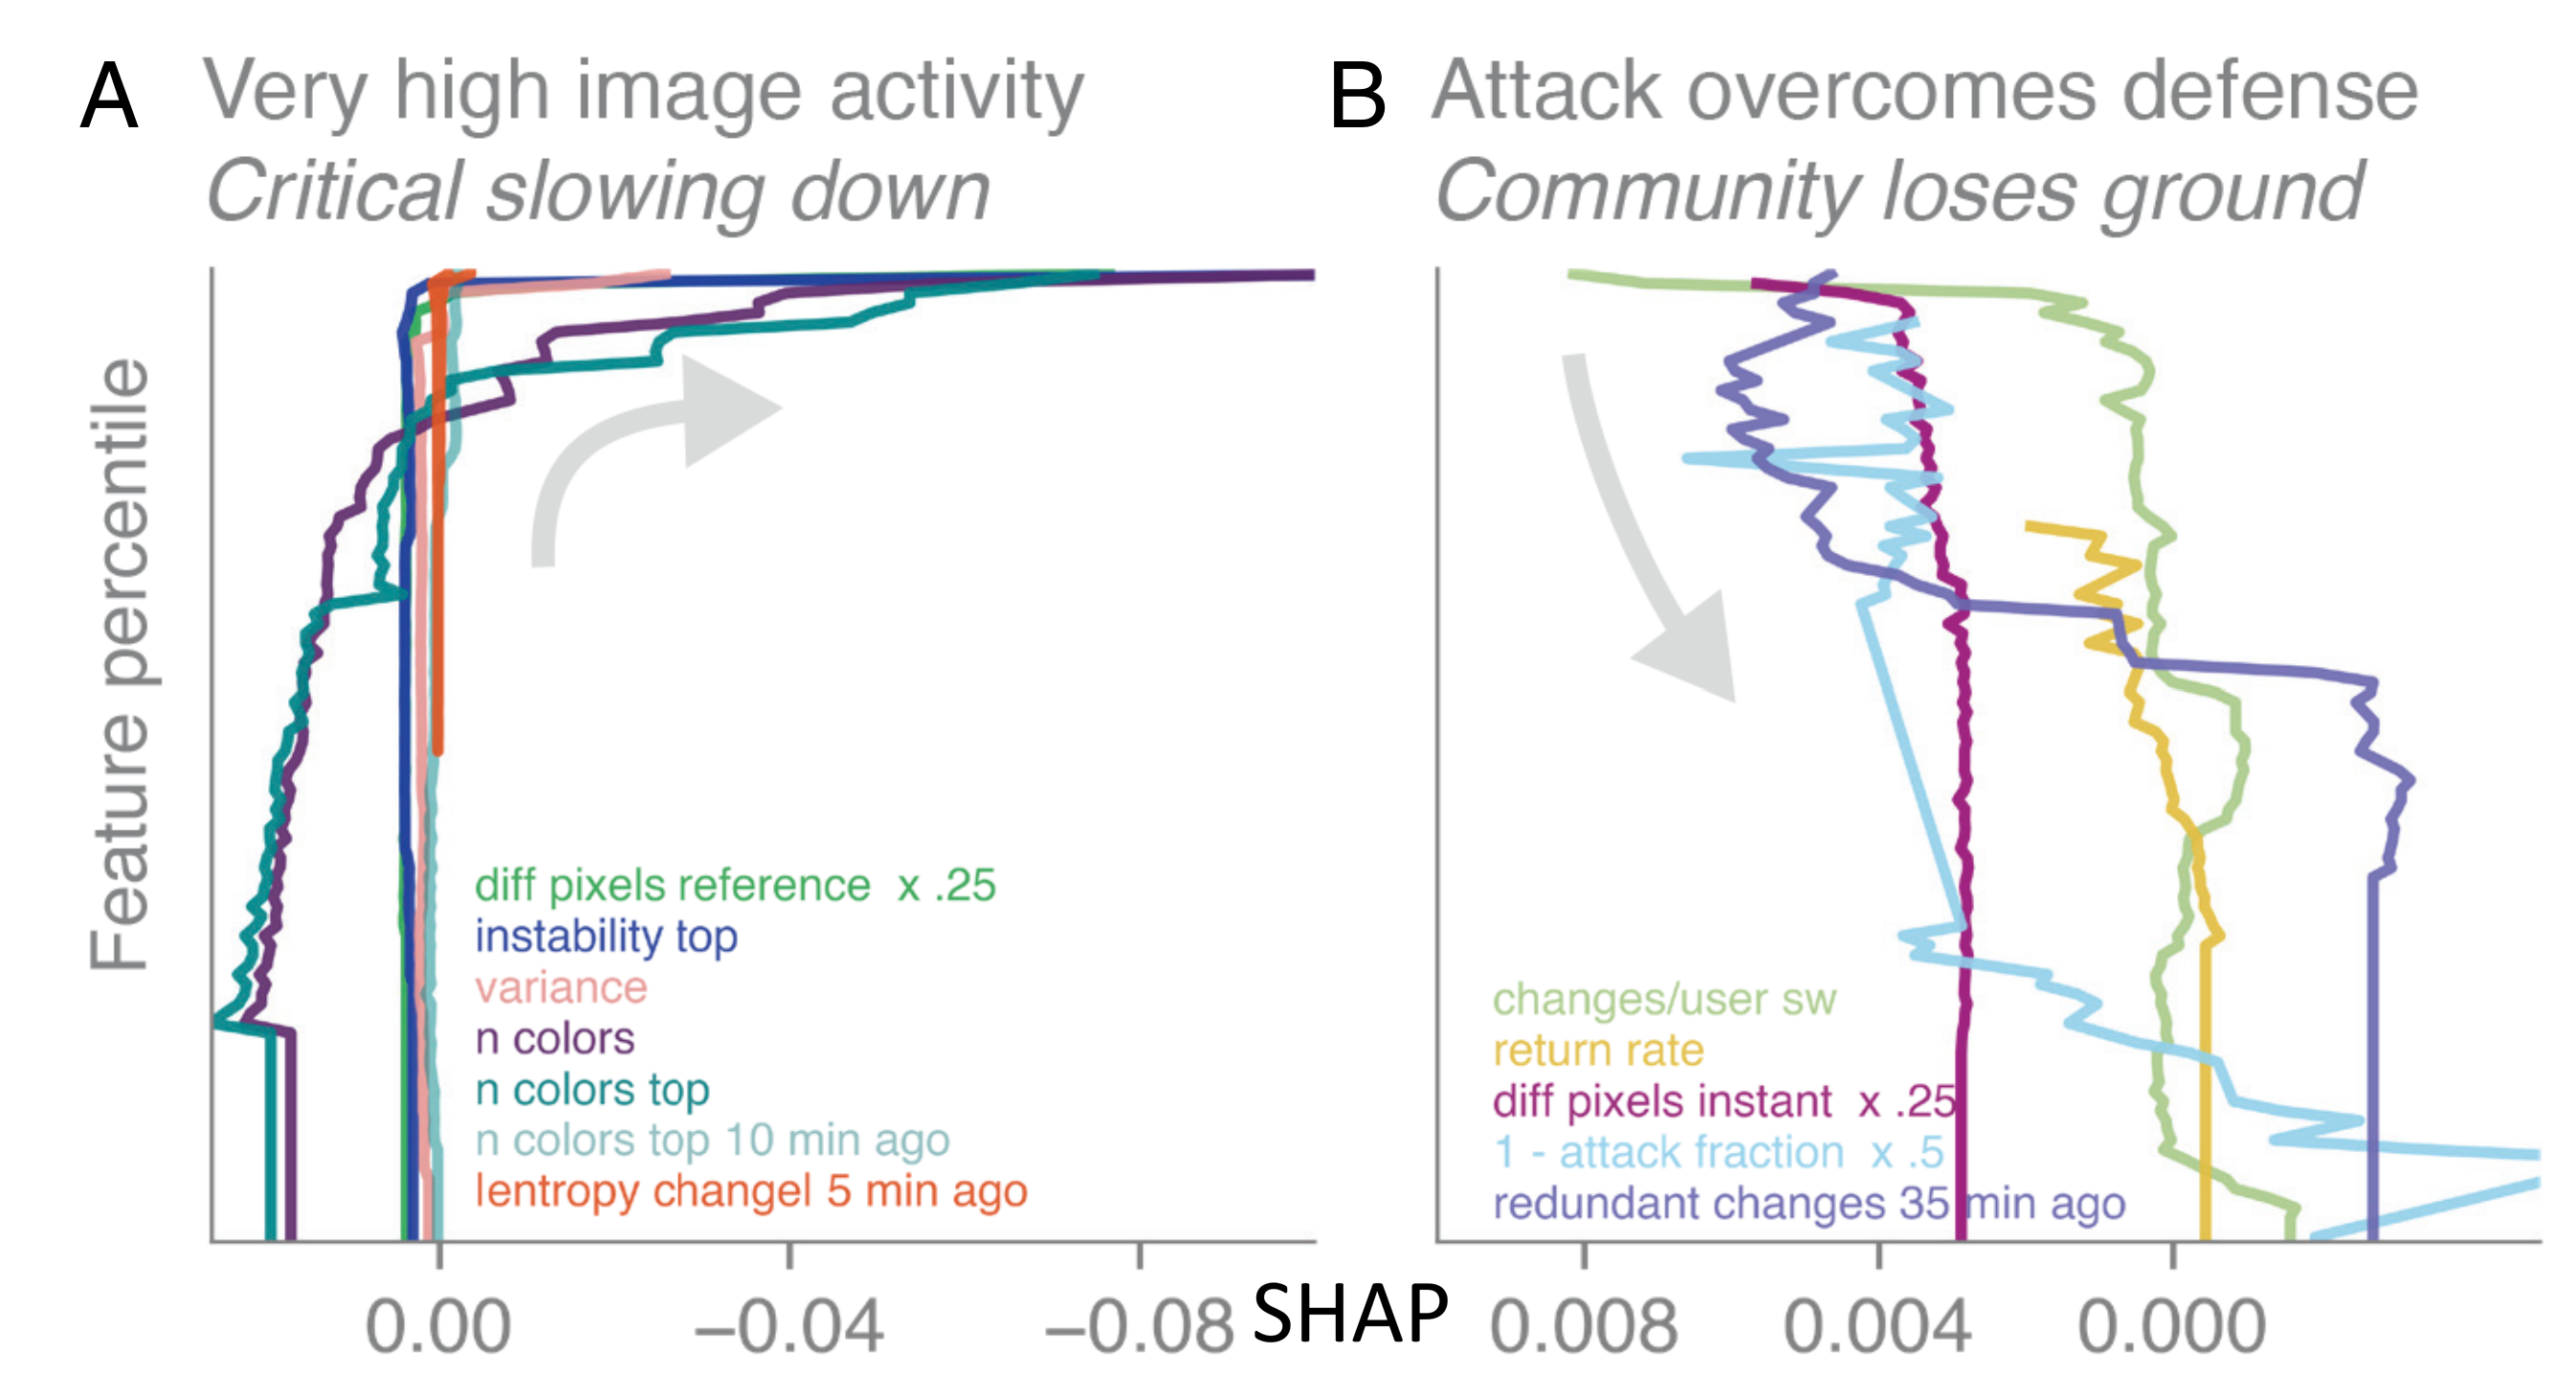 A Very high image activity
Critical slowing down
B Attack overcomes defense
Community loses ground
Feature percentile
diff pixels reference x .25
instability top
variance
n colors
n colors top
n colors top 10 min ago
lentropy changel 5 min ago
changes/user sw
return rate
diff pixels instant x .25
1 - attack fraction x .5
redundant changes 35 min ago
0.00 –0.04 –0.08 SHAP 0.008 0.004 0.000